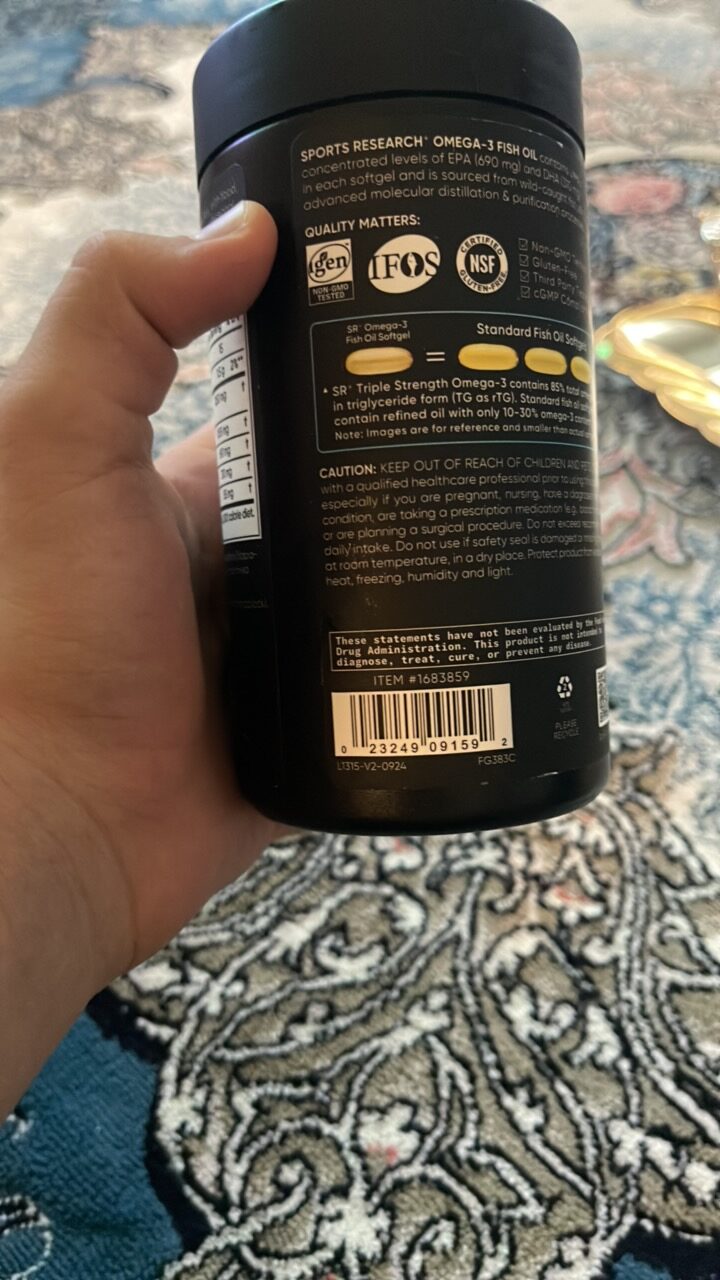 SPORTS RESEARCH® OMEGA-3 FISH OIL
concentrated levels of EPA (690 mg) and DHA
in each softgel and is sourced from wild-caught
advanced molecular distillation & purification
QUALITY MATTERS:
igen
NON-GMO
TESTED
IFOS
CERTIFIED
NSF
GLUTEN-FREE
Non-GMO
Gluten-Free
Third Party
cGMP
SR® Omega-3
Fish Oil Softgel
=
Standard Fish Oil Softgels
SR® Triple Strength Omega-3 contains 85% total
in triglyceride form (TG as rTG). Standard fish oil
contain refined oil with only 10-30% omega-3
Note: Images are for reference and smaller than actual
CAUTION: KEEP OUT OF REACH OF CHILDREN AND
with a qualified healthcare professional prior to using
especially if you are pregnant, nursing, have a
condition, are taking a prescription medication (e.g.
or are planning a surgical procedure. Do not exceed
daily intake. Do not use if safety seal is damaged
at room temperature, in a dry place. Protect product from
heat, freezing, humidity and light.
These statements have not been evaluated by the
Drug Administration. This product is not intended
diagnose, treat, cure, or prevent any disease.
ITEM #1683859
0 23249 09159 2
LT315-V2-0924
FG383C
PLEASE
RECYCLE
6
2%**
calorie diet.